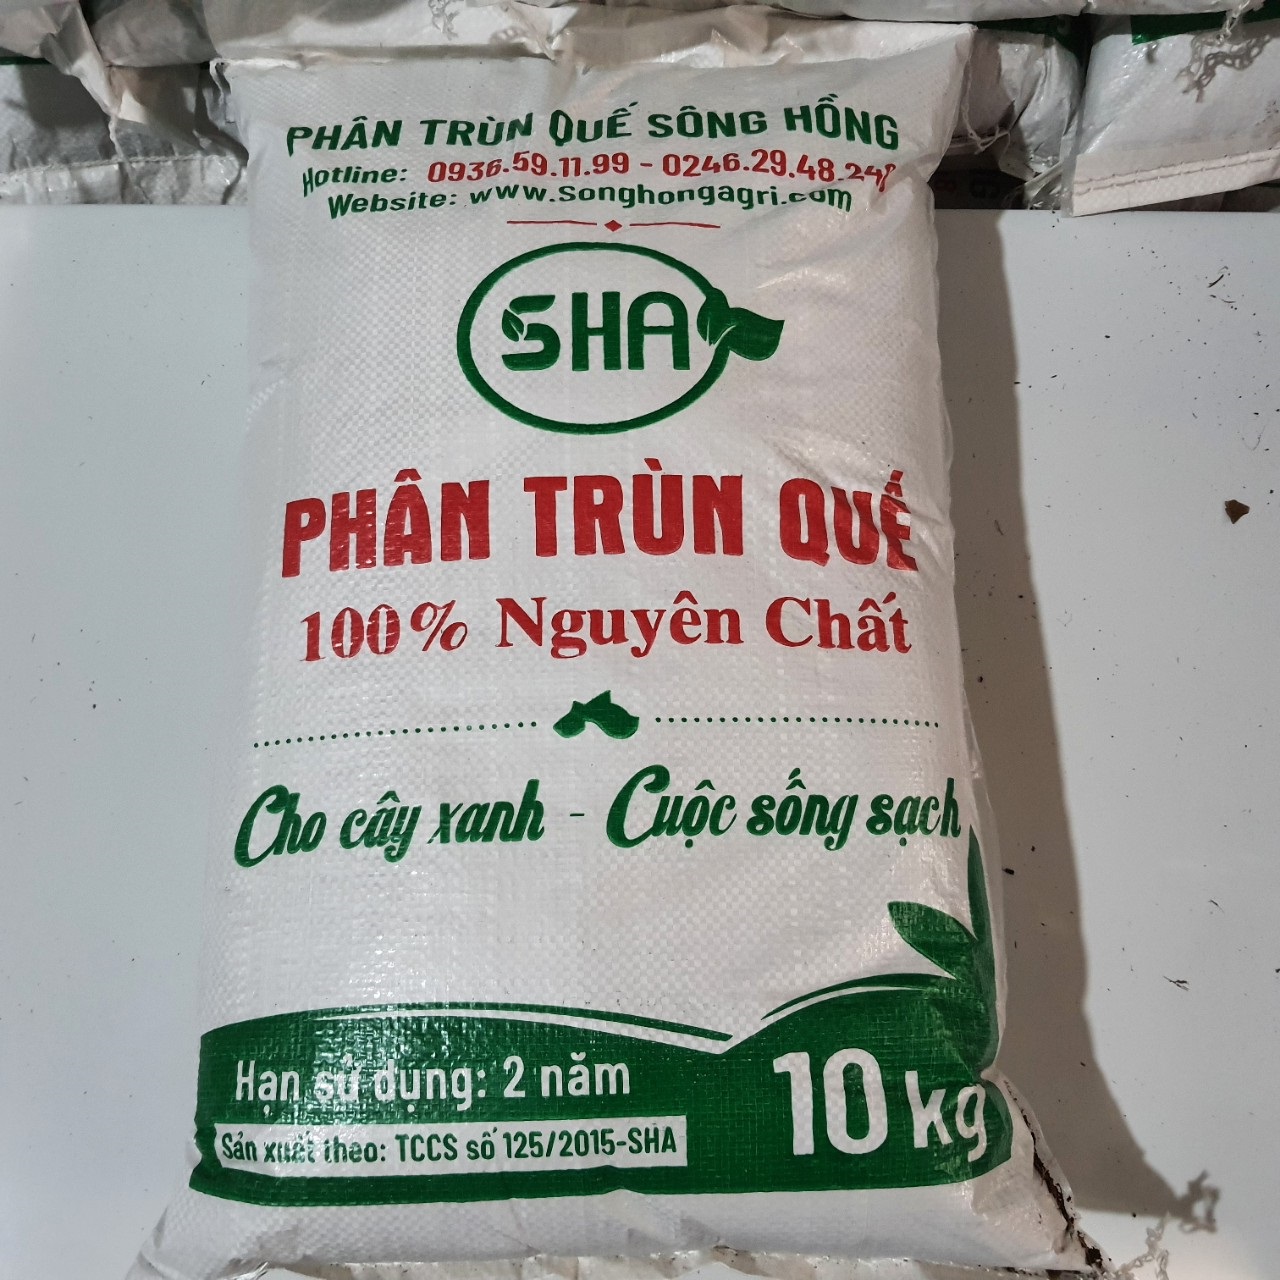 PHÂN TRÙN QUẾ SÔNG HỒNG
Hotline: 0936.59.11.99 - 0246.29.48.248
Website: www.songhongagri.com
SHA
PHÂN TRÙN QUẾ
100% Nguyên Chất
Cho cây xanh - Cuộc sống sạch
Hạn sử dụng: 2 năm
Sản xuất theo: TCCS số 125/2015-SHA
10 kg